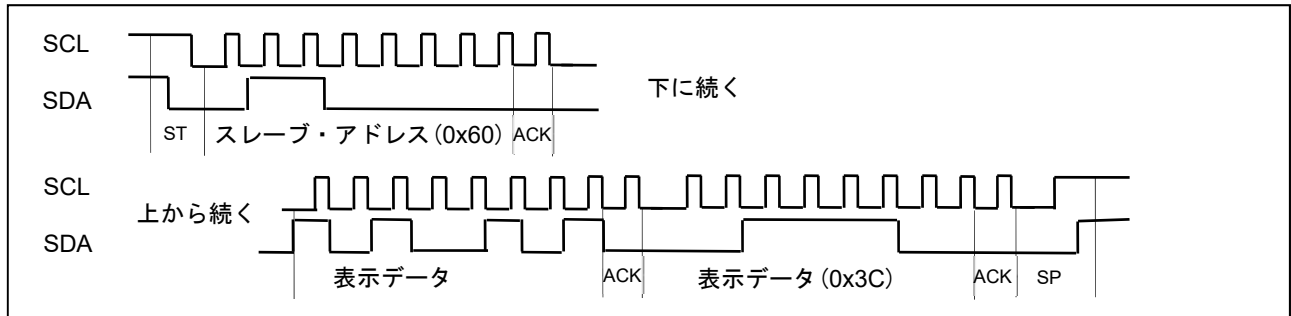 SCL
SDA
下に続く
ST スレーブ・アドレス(0x60) ACK
SCL
上から続く
SDA
表示データ ACK 表示データ(0x3C) ACK SP